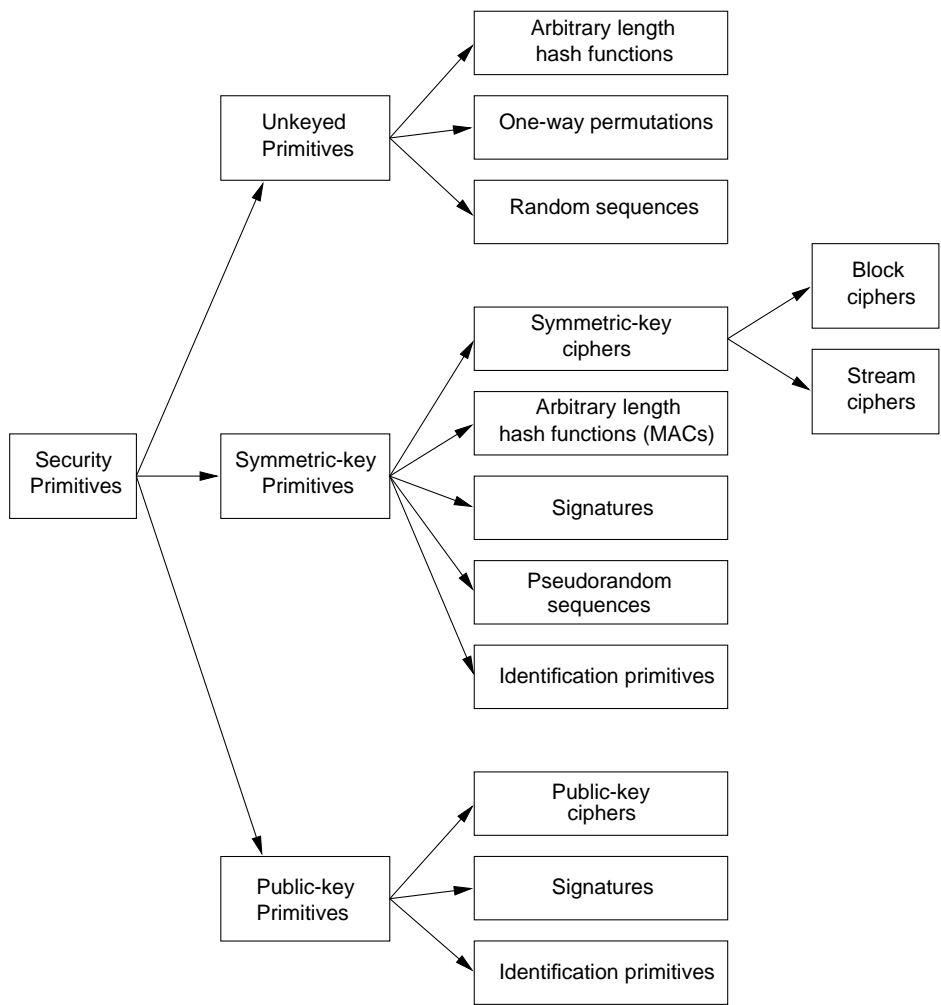 Security
Primitives
Unkeyed
Primitives
Arbitrary length
hash functions
One-way permutations
Random sequences
Symmetric-key
Primitives
Symmetric-key
ciphers
Block
ciphers
Stream
ciphers
Arbitrary length
hash functions (MACs)
Signatures
Pseudorandom
sequences
Identification primitives
Public-key
Primitives
Public-key
ciphers
Signatures
Identification primitives